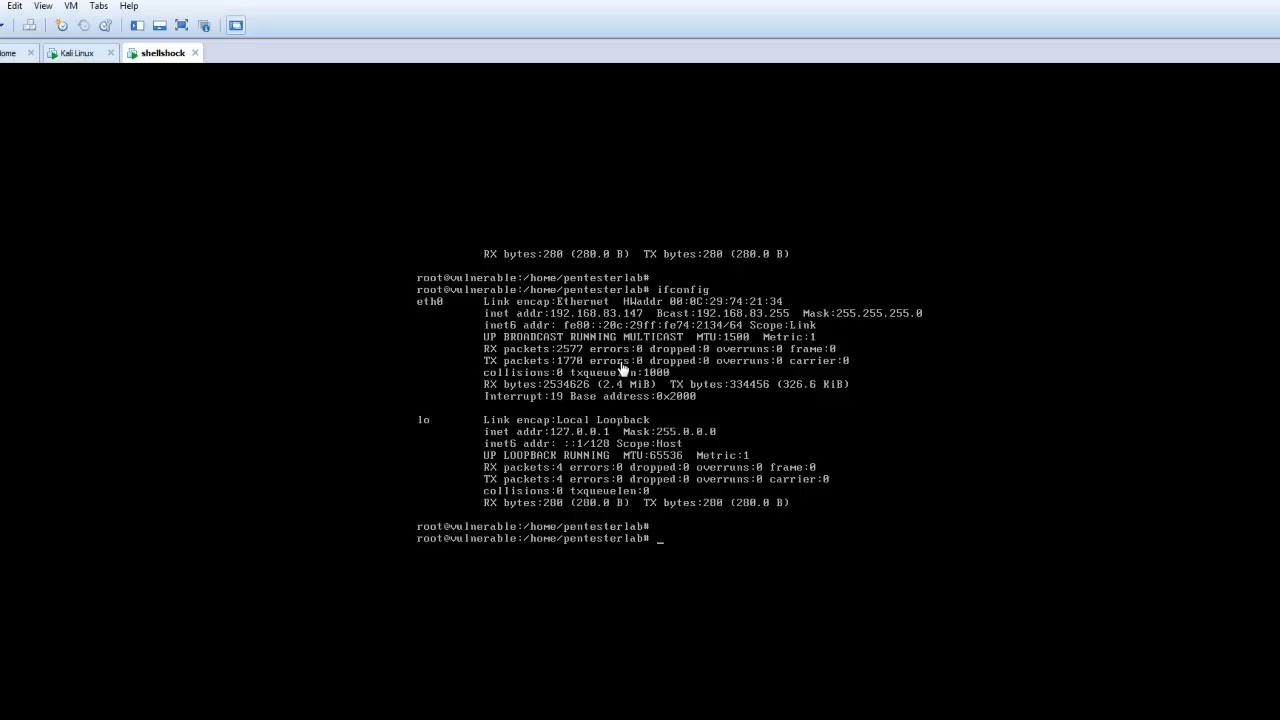 Edit View VM Tabs Help
ome Kali Linux shellshock
RX bytes:280 (280.0 B) TX bytes:280 (280.0 B)
root@vulnerable:/home/pentesterlab#
root@vulnerable:/home/pentesterlab# ifconfig
eth0 Link encap:Ethernet HWaddr 00:0C:29:74:21:34
inet addr:192.168.83.147 Bcast:192.168.83.255 Mask:255.255.255.0
inet6 addr: fe80::20c:29ff:fe74:2134/64 Scope:Link
UP BROADCAST RUNNING MULTICAST MTU:1500 Metric:1
RX packets:2577 errors:0 dropped:0 overruns:0 frame:0
TX packets:1770 errors:0 dropped:0 overruns:0 carrier:0
collisions:0 txqueuelen:1000
RX bytes:2534626 (2.4 MiB) TX bytes:334456 (326.6 KiB)
Interrupt:19 Base address:0x2000
lo Link encap:Local Loopback
inet addr:127.0.0.1 Mask:255.0.0.0
inet6 addr: ::1/128 Scope:Host
UP LOOPBACK RUNNING MTU:65536 Metric:1
RX packets:4 errors:0 dropped:0 overruns:0 frame:0
TX packets:4 errors:0 dropped:0 overruns:0 carrier:0
collisions:0 txqueuelen:0
RX bytes:280 (280.0 B) TX bytes:280 (280.0 B)
root@vulnerable:/home/pentesterlab#
root@vulnerable:/home/pentesterlab# _